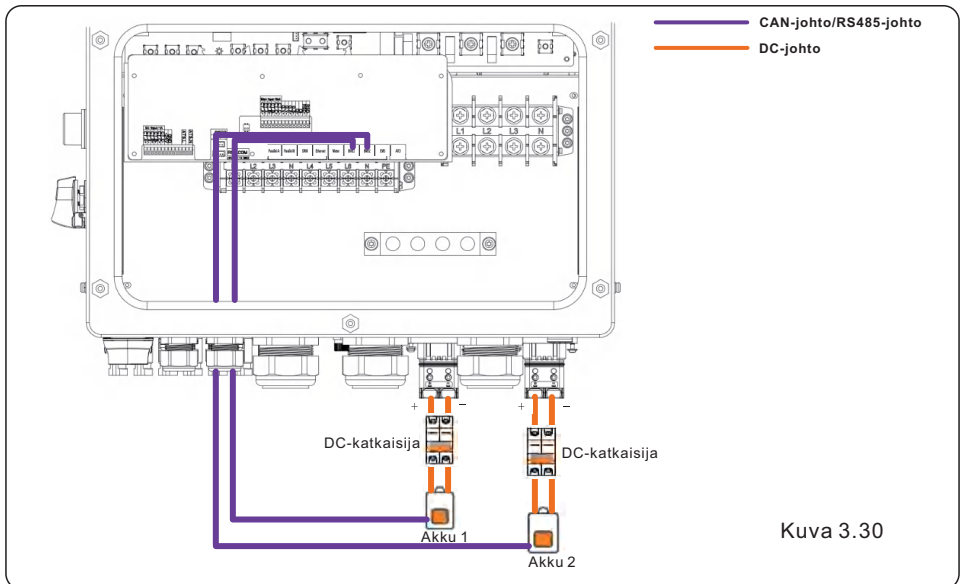 CAN-johto/RS485-johto
DC-johto
L1 L2 L3 N
L2 L3 N L4 L5 L6 N PE
+ − + −
DC-katkaisija
DC-katkaisija
Akku 1
Akku 2
Kuva 3.30